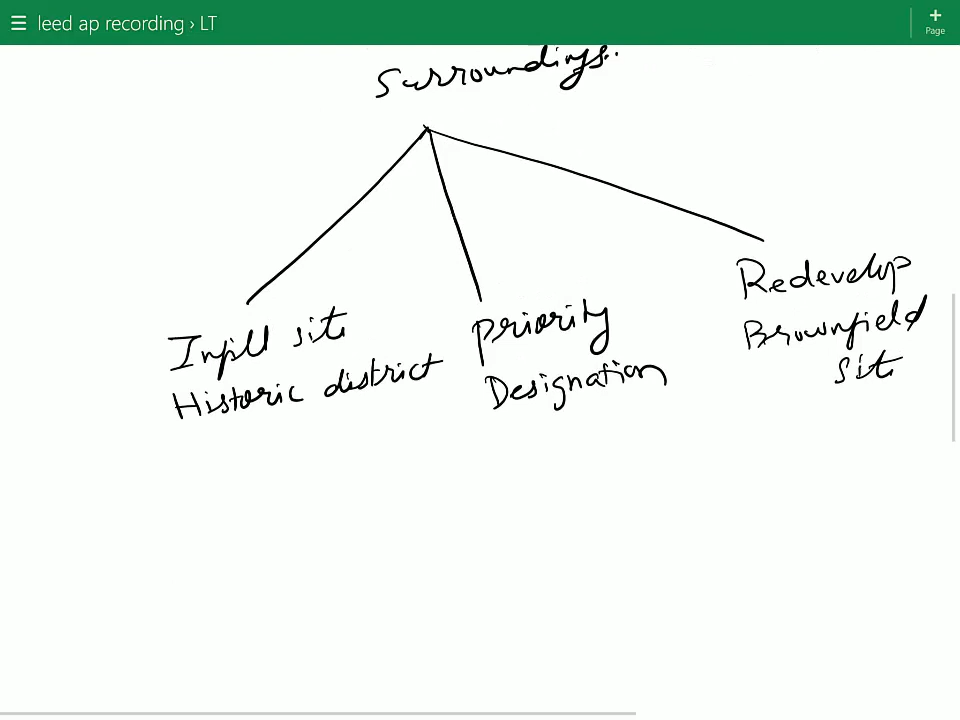 leed ap recording › LT
Page
Surroundings.
Infill site
Historic district
Priority
Designation
Redevelop
Brownfield
site